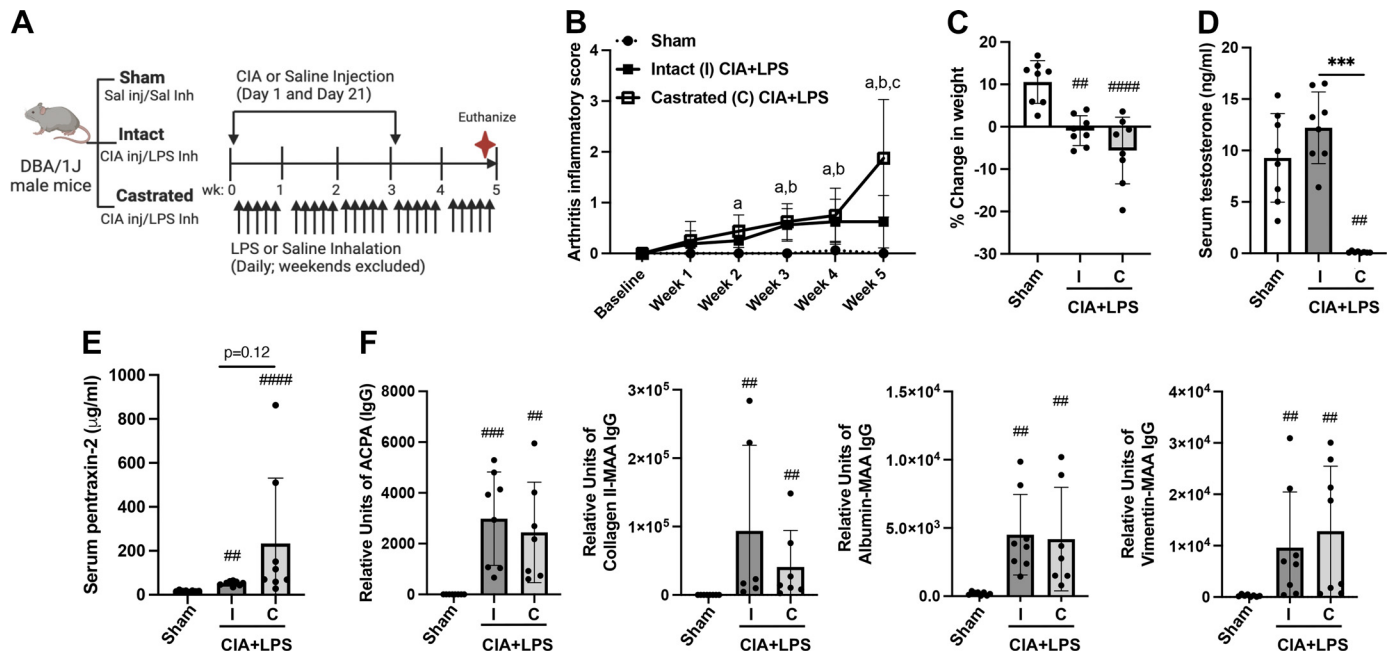 A
DBA/1J
male mice
Sham
Sal inj/Sal Inh
Intact
CIA inj/LPS Inh
Castrated
CIA inj/LPS Inh
CIA or Saline Injection
(Day 1 and Day 21)
Euthanize
wk: 0 1 2 3 4 5
LPS or Saline Inhalation
(Daily; weekends excluded)
B
Sham
Intact (I) CIA+LPS
Castrated (C) CIA+LPS
Arthritis inflammatory score
4
3
2
1
0
a
a,b
a,b
a,b,c
Baseline
Week 1
Week 2
Week 3
Week 4
Week 5
C
% Change in weight
20
10
0
-10
-20
-30
##
####
Sham
I C
CIA+LPS
D
Serum testosterone (ng/ml)
20
15
10
5
0
***
##
Sham
I C
CIA+LPS
E
Serum pentraxin-2 (μg/ml)
1000
800
600
400
200
0
p=0.12
##
####
Sham
I C
CIA+LPS
F
Relative Units of ACPA (IgG)
8000
6000
4000
2000
0
###
##
Sham
I C
CIA+LPS
Relative Units of
Collagen II-MAA IgG
3×10⁵
2×10⁵
1×10⁵
0
##
##
Sham
I C
CIA+LPS
Relative Units of
Albumin-MAA IgG
1.5×10⁴
1.0×10⁴
5.0×10³
0.0
##
##
Sham
I C
CIA+LPS
Relative Units of
Vimentin-MAA IgG
4×10⁴
3×10⁴
2×10⁴
1×10⁴
0
##
##
Sham
I C
CIA+LPS